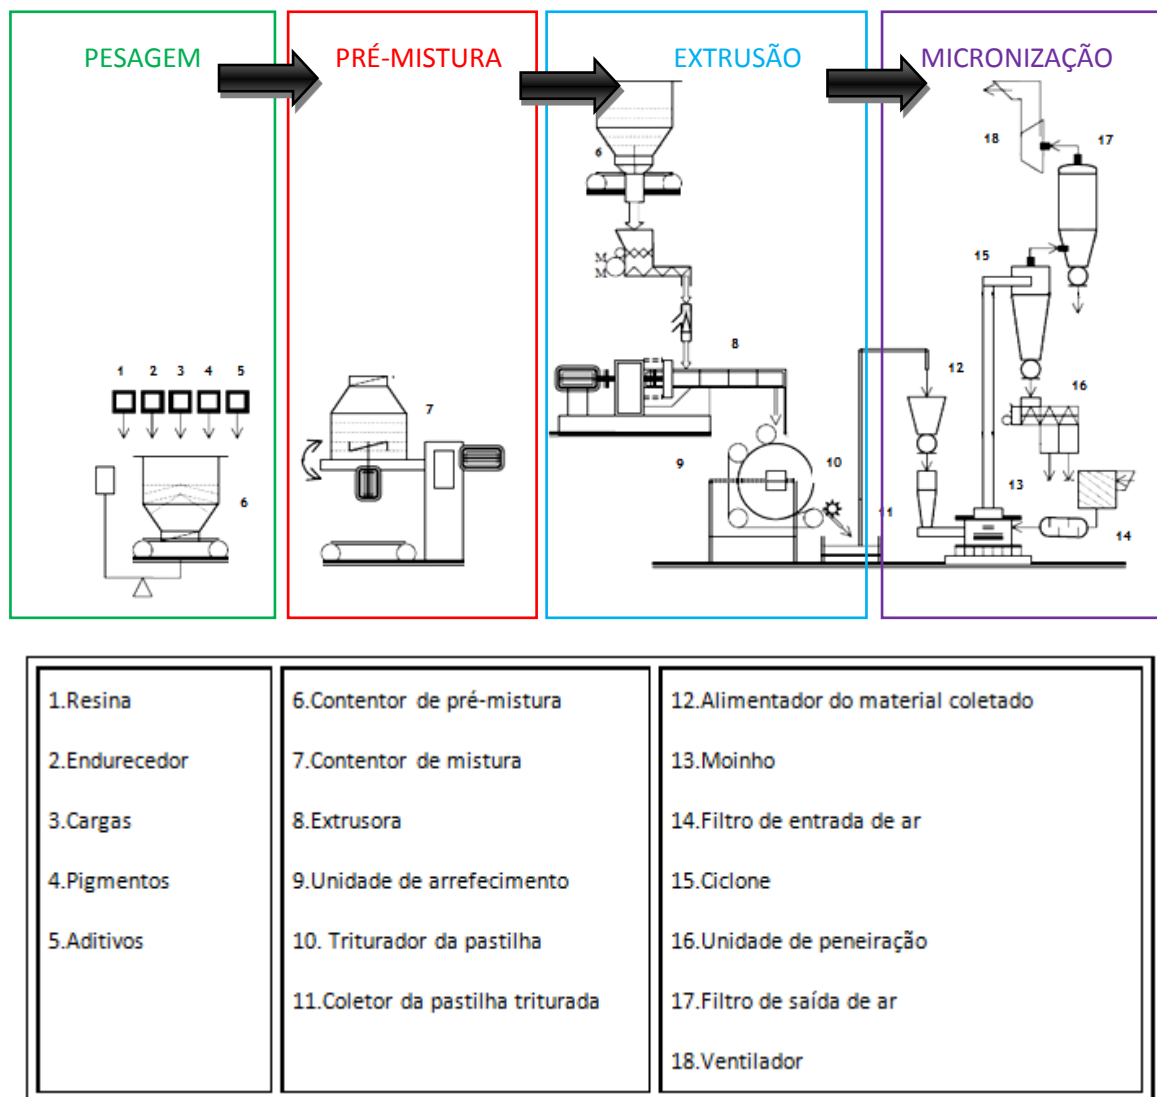 PESAGEM
PRÉ-MISTURA
EXTRUSÃO
MICRONIZAÇÃO
18
17
6
15
M
M
8
12
16
1 2 3 4 5
7
6
9
10
11
13
14
1.Resina
2.Endurecedor
3.Cargas
4.Pigmentos
5.Aditivos
6.Contentor de pré-mistura
7.Contentor de mistura
8.Extrusora
9.Unidade de arrefecimento
10. Triturador da pastilha
11.Coletor da pastilha triturada
12.Alimentador do material coletado
13.Moinho
14.Filtro de entrada de ar
15.Ciclone
16.Unidade de peneiração
17.Filtro de saída de ar
18.Ventilador